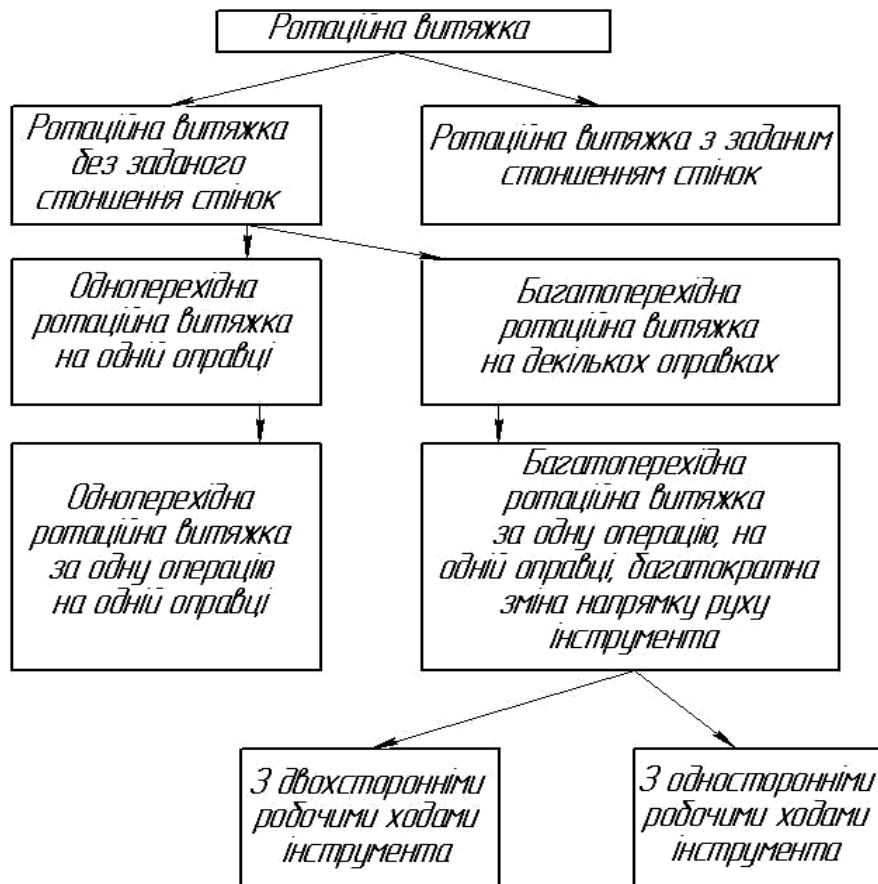 Ротаційна витяжка
Ротаційна витяжка
без заданого
стоншення стінок
Ротаційна витяжка з заданим
стоншенням стінок
Одноперехідна
ротаційна витяжка
на одній оправці
Багатоперехідна
ротаційна витяжка
на декількох оправках
Одноперехідна
ротаційна витяжка
за одну операцію
на одній оправці
Багатоперехідна
ротаційна витяжка
за одну операцію, на
одній оправці, багатократна
зміна напрямку руху
інструмента
З двохсторонніми
робочими ходами
інструмента
З односторонніми
робочими ходами
інструмента